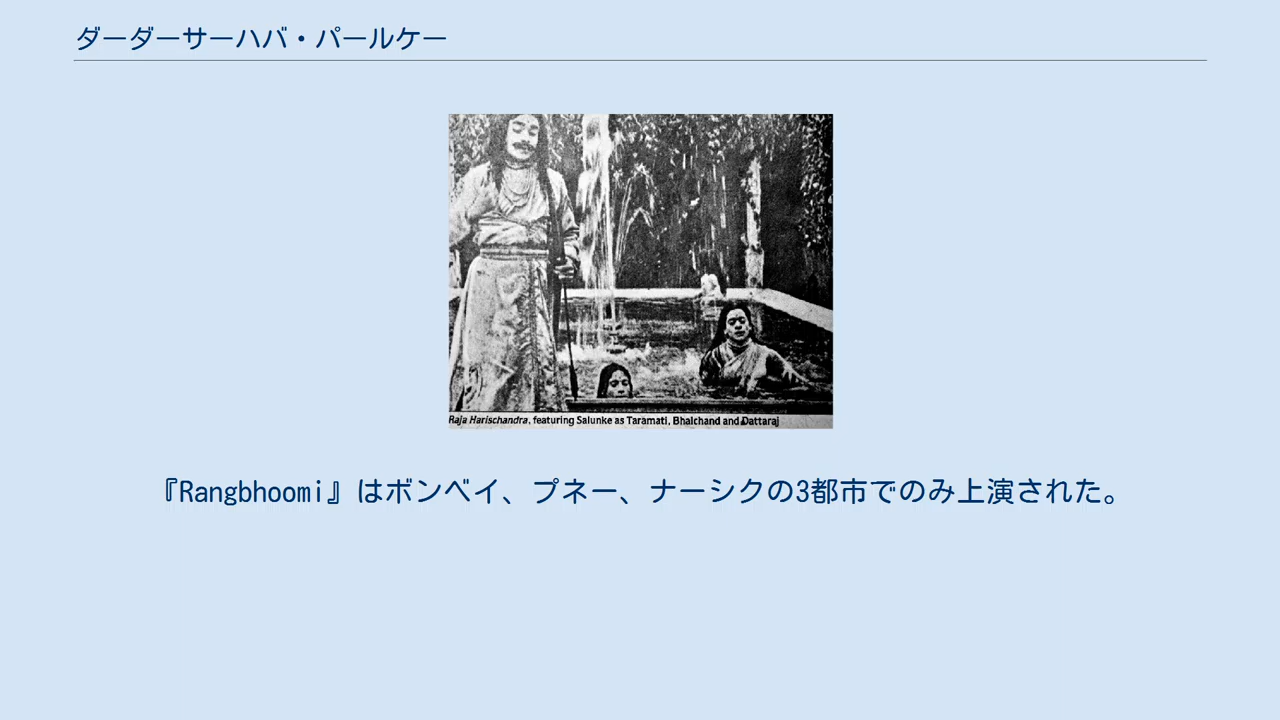 ダーダーサーハバ・パールケー
Raja Harischandra, featuring Salunke as Taramati, Bhalchand and Dattaraj
『Rangbhoomi』はボンベイ、プネー、ナーシクの3都市でのみ上演された。